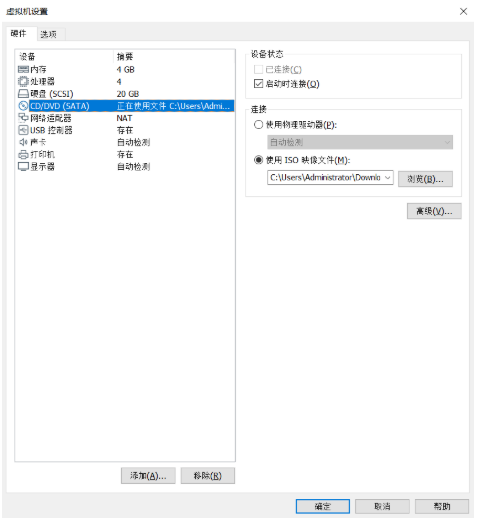 虚拟机设置
硬件 选项
设备 摘要
内存 4 GB
处理器 4
硬盘 (SCSI) 20 GB
CD/DVD (SATA) 正在使用文件 C:\Users\Admi...
网络适配器 NAT
USB 控制器 存在
声卡 自动检测
打印机 存在
显示器 自动检测
添加(A)... 移除(R)
设备状态
已连接(C)
启动时连接(O)
连接
使用物理驱动器(P):
自动检测
使用 ISO 映像文件(M):
C:\Users\Administrator\Downlo 浏览(B)...
高级(V)...
确定 取消 帮助